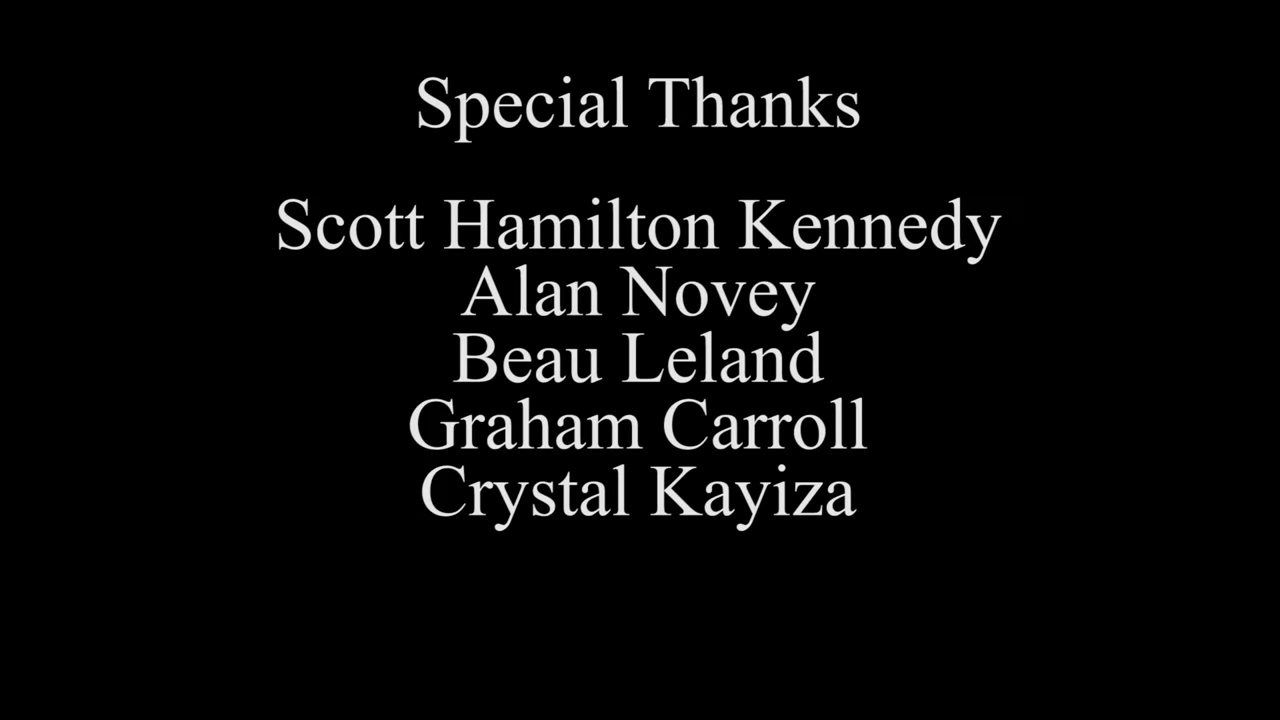 Special Thanks
Scott Hamilton Kennedy
Alan Novey
Beau Leland
Graham Carroll
Crystal Kayiza